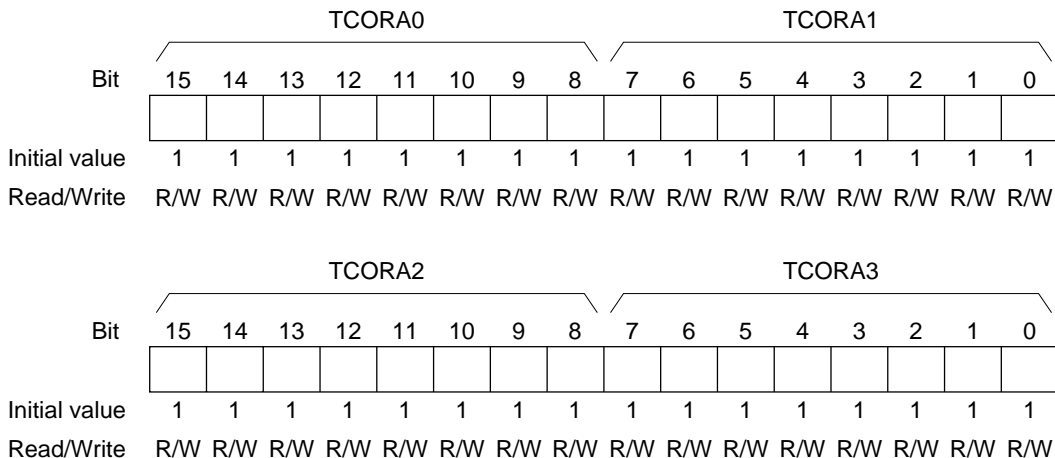 TCORA0 TCORA1
Bit 15 14 13 12 11 10 9 8 7 6 5 4 3 2 1 0
Initial value 1 1 1 1 1 1 1 1 1 1 1 1 1 1 1 1
Read/Write R/W R/W R/W R/W R/W R/W R/W R/W R/W R/W R/W R/W R/W R/W R/W R/W
TCORA2 TCORA3
Bit 15 14 13 12 11 10 9 8 7 6 5 4 3 2 1 0
Initial value 1 1 1 1 1 1 1 1 1 1 1 1 1 1 1 1
Read/Write R/W R/W R/W R/W R/W R/W R/W R/W R/W R/W R/W R/W R/W R/W R/W R/W